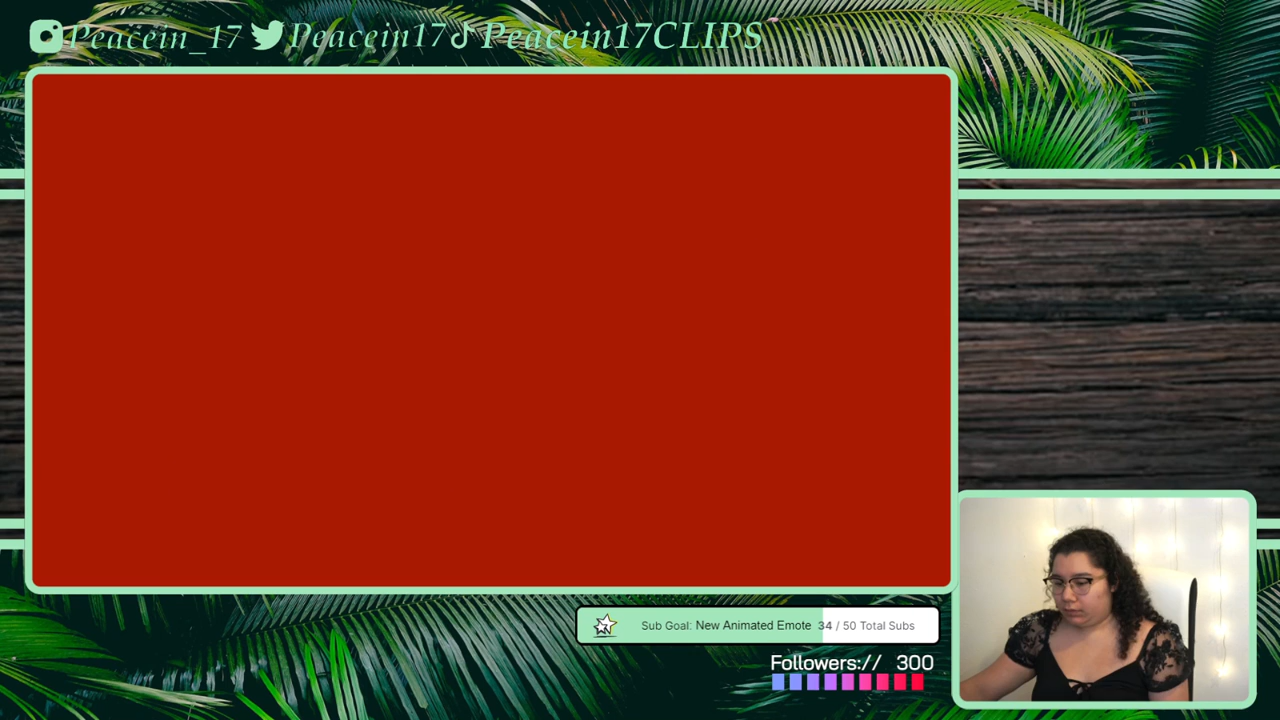 Peacein_17 Peacein17 Peacein17CLIPS
Sub Goal: New Animated Emote 34 / 50 Total Subs
Followers:// 300